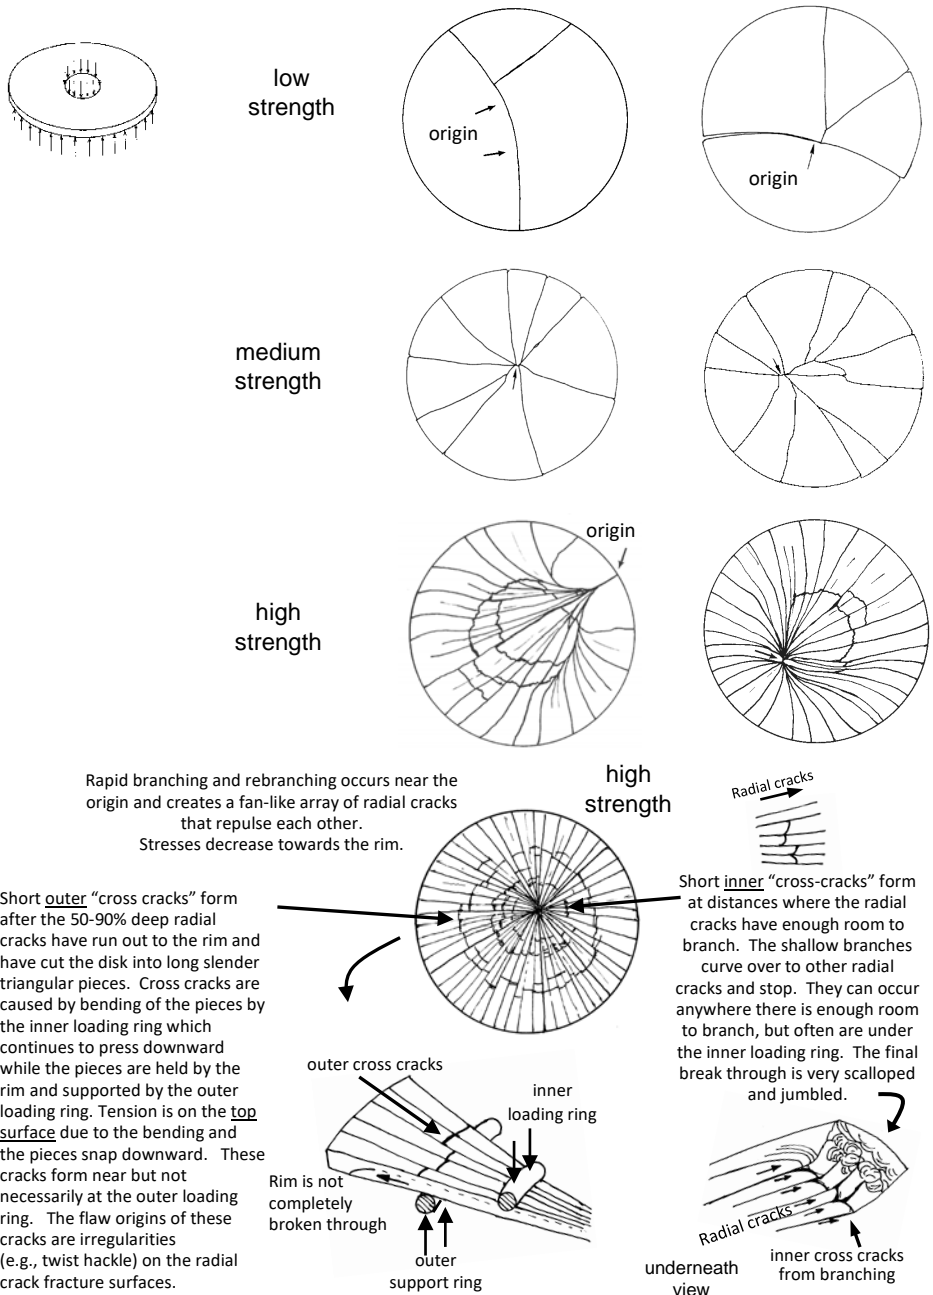 low
strength
origin
origin
medium
strength
origin
high
strength
Rapid branching and rebranching occurs near the
origin and creates a fan-like array of radial cracks
that repulse each other.
Stresses decrease towards the rim.
high
strength
Radial cracks
Short outer “cross cracks” form
after the 50-90% deep radial
cracks have run out to the rim and
have cut the disk into long slender
triangular pieces.  Cross cracks are
caused by bending of the pieces by
the inner loading ring which
continues to press downward
while the pieces are held by the
rim and supported by the outer
loading ring. Tension is on the top
surface due to the bending and
the pieces snap downward.   These
cracks form near but not
necessarily at the outer loading
ring.   The flaw origins of these
cracks are irregularities
(e.g., twist hackle) on the radial
crack fracture surfaces.
Short inner “cross-cracks” form
at distances where the radial
cracks have enough room to
branch.  The shallow branches
curve over to other radial
cracks and stop.  They can occur
anywhere there is enough room
to branch, but often are under
the inner loading ring.  The final
break through is very scalloped
and jumbled.
outer cross cracks
inner
loading ring
Rim is not
completely
broken through
outer
support ring
Radial cracks
underneath
view
inner cross cracks
from branching